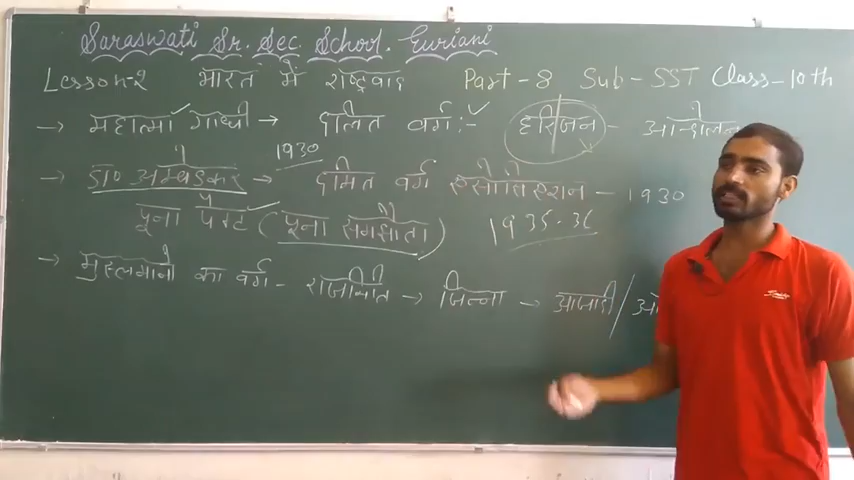 Saraswati Sr. Sec. School. Guriani
Lesson-2 भारत में राष्ट्रवाद Part - 8 Sub - SST Class - 10th
→ महात्मा गांधी → दलित वर्ग :- हरिजन - आन्दोलन
→ डा० अम्बेडकर → 1930 दमित वर्ग एसोसिएशन - 1930
पूना पैक्ट (पूना समझौता) 1935-36
→ मुसलमानों का वर्ग - राजनीति → जिन्ना → आजादी /